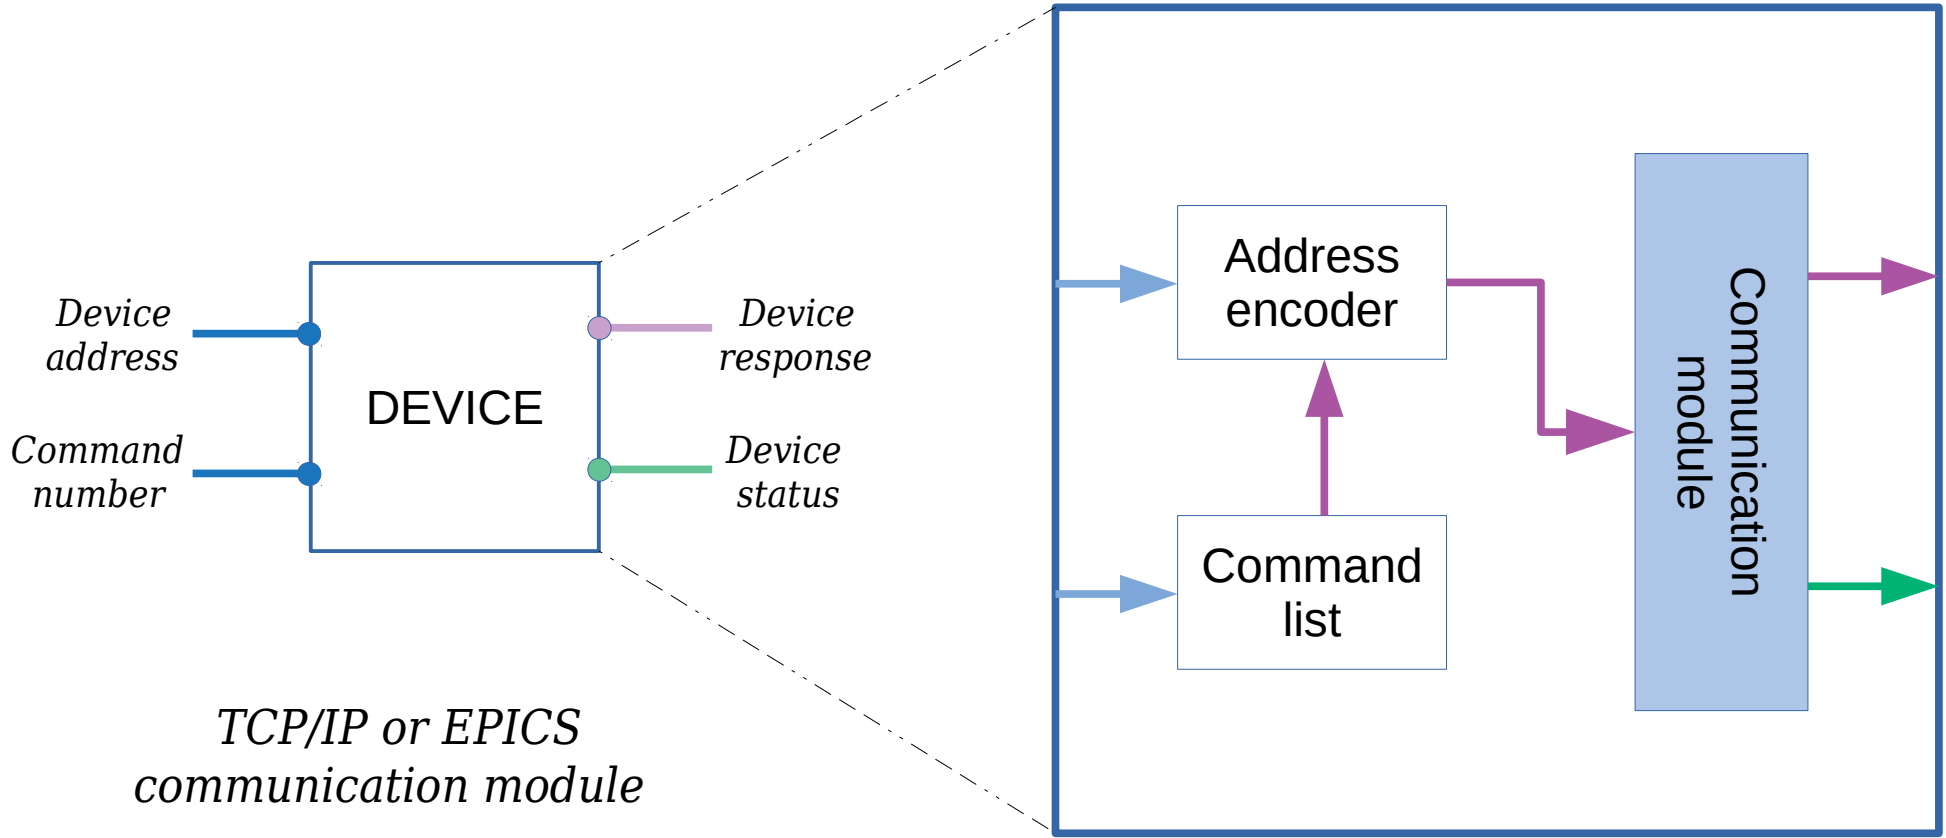 Device
address
Command
number
DEVICE
Device
response
Device
status
TCP/IP or EPICS
communication module
Address
encoder
Command
list
Communication
module